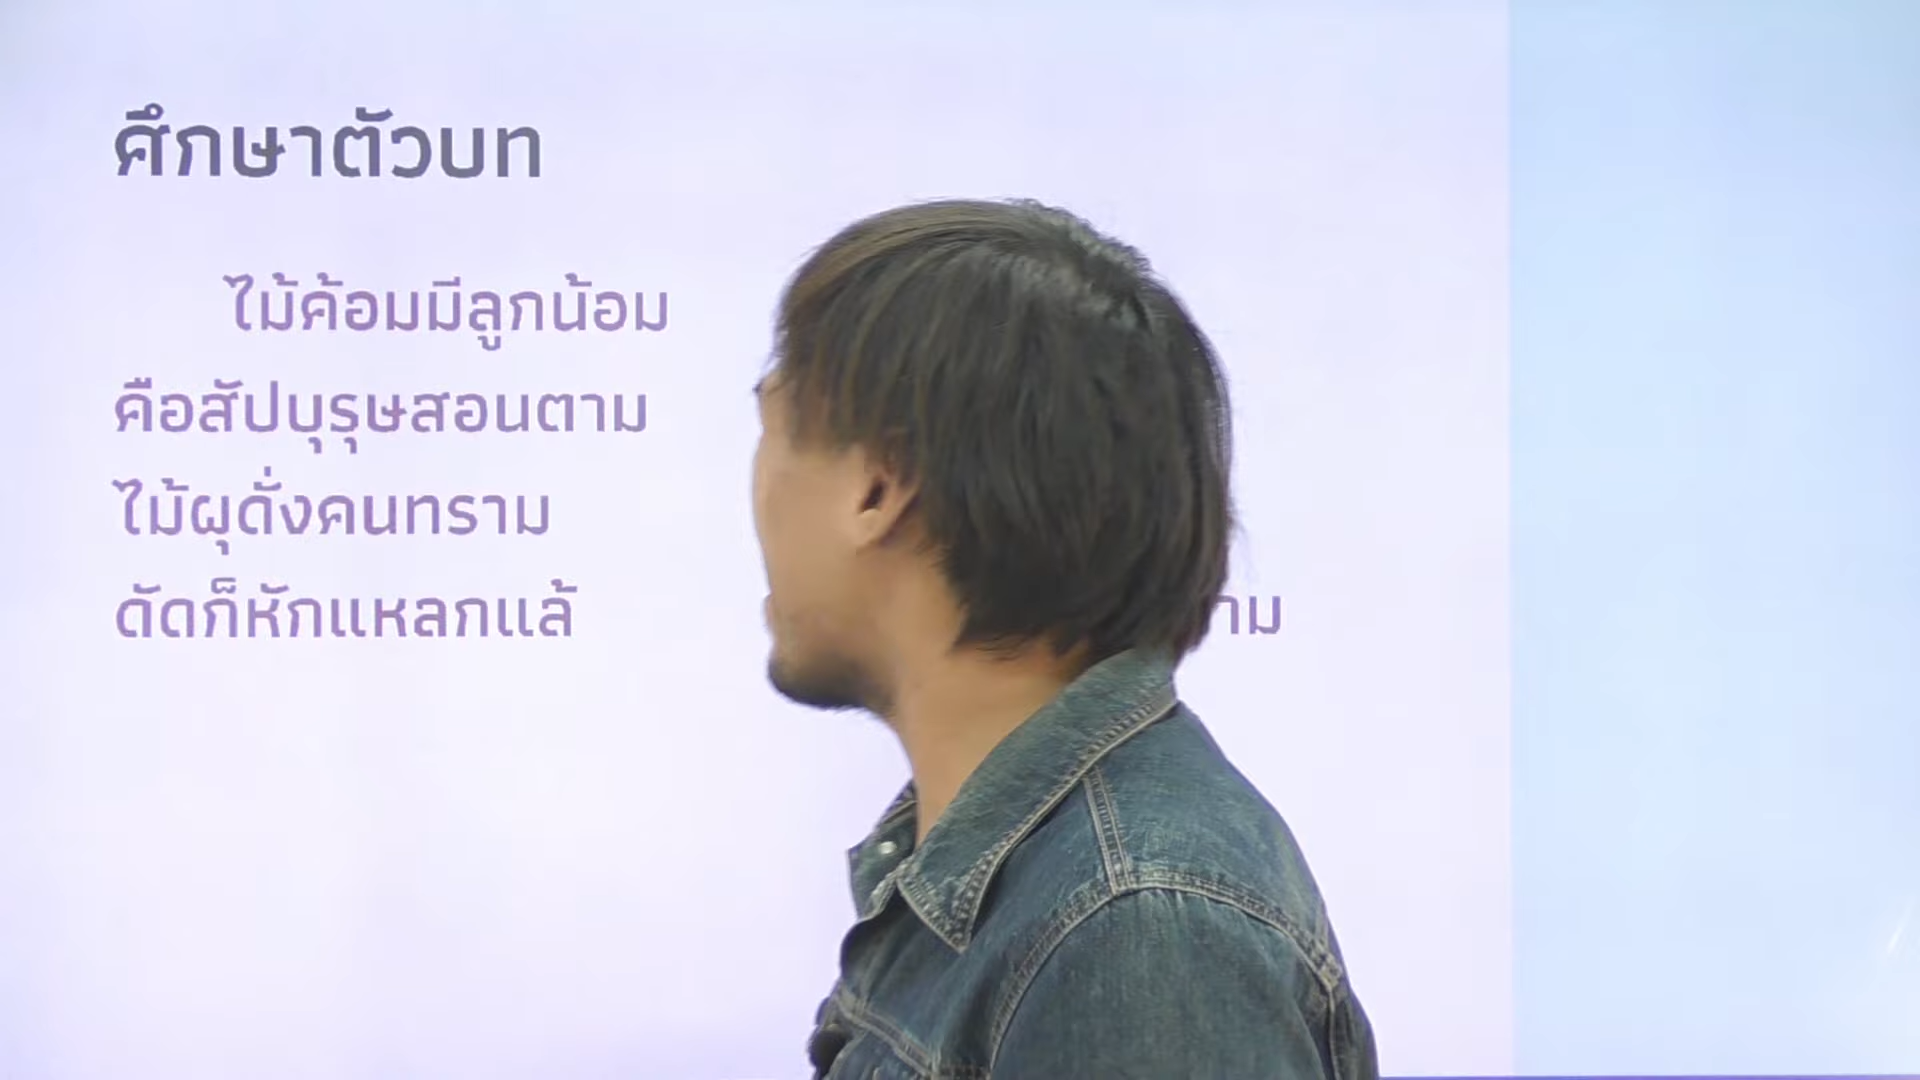 ศึกษาตัวบท
ไม้ค้อมมีลูกน้อม
คือสัปบุรุษสอนตาม
ไม้ผุดั่งคนทราม
ดัดก็หักแหลกแล้